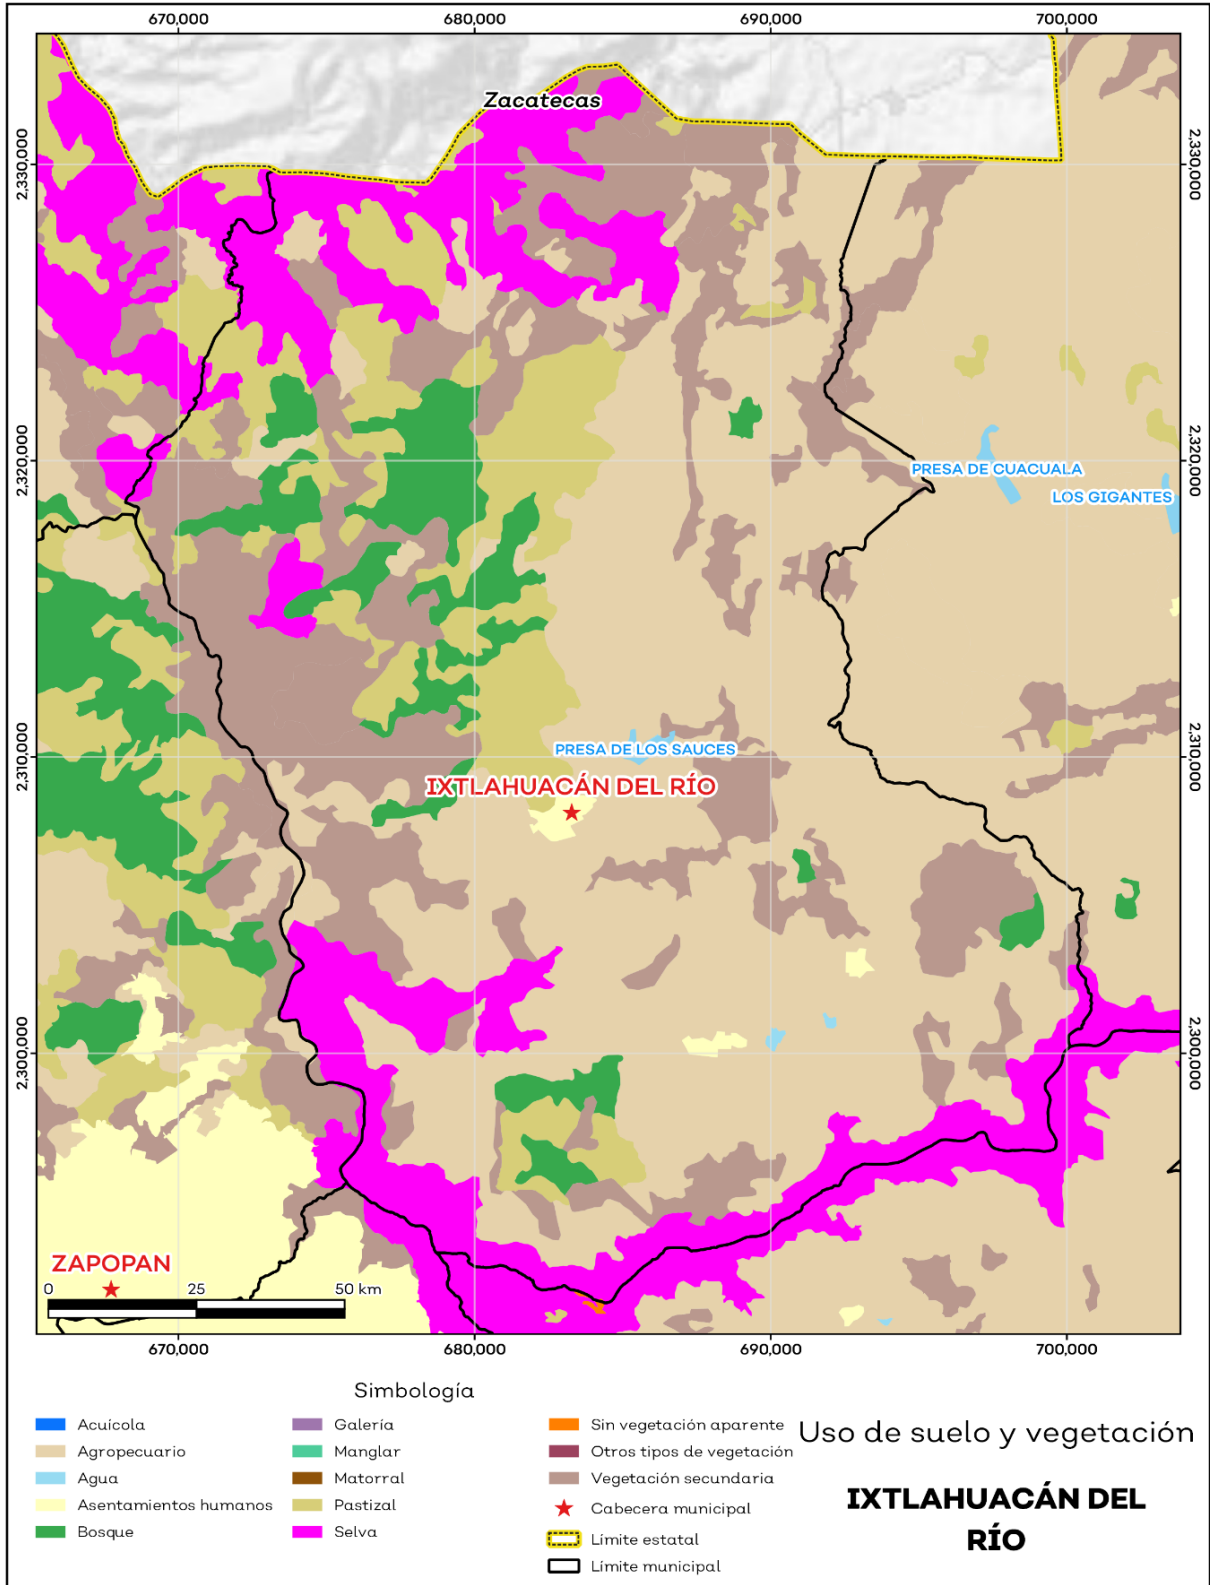 670,000 680,000 690,000 700,000
Zacatecas
2,330,000 2,330,000
2,320,000 2,320,000
PRESA DE CUACUALA
LOS GIGANTES
PRESA DE LOS SAUCES
2,310,000 2,310,000
IXTLAHUACÁN DEL RÍO
2,300,000 2,300,000
ZAPOPAN
0 25 50 km
670,000 680,000 690,000 700,000
Simbología
Acuícola
Agropecuario
Agua
Asentamientos humanos
Bosque
Galería
Manglar
Matorral
Pastizal
Selva
Sin vegetación aparente
Otros tipos de vegetación
Vegetación secundaria
Cabecera municipal
Límite estatal
Límite municipal
Uso de suelo y vegetación
IXTLAHUACÁN DEL
RÍO